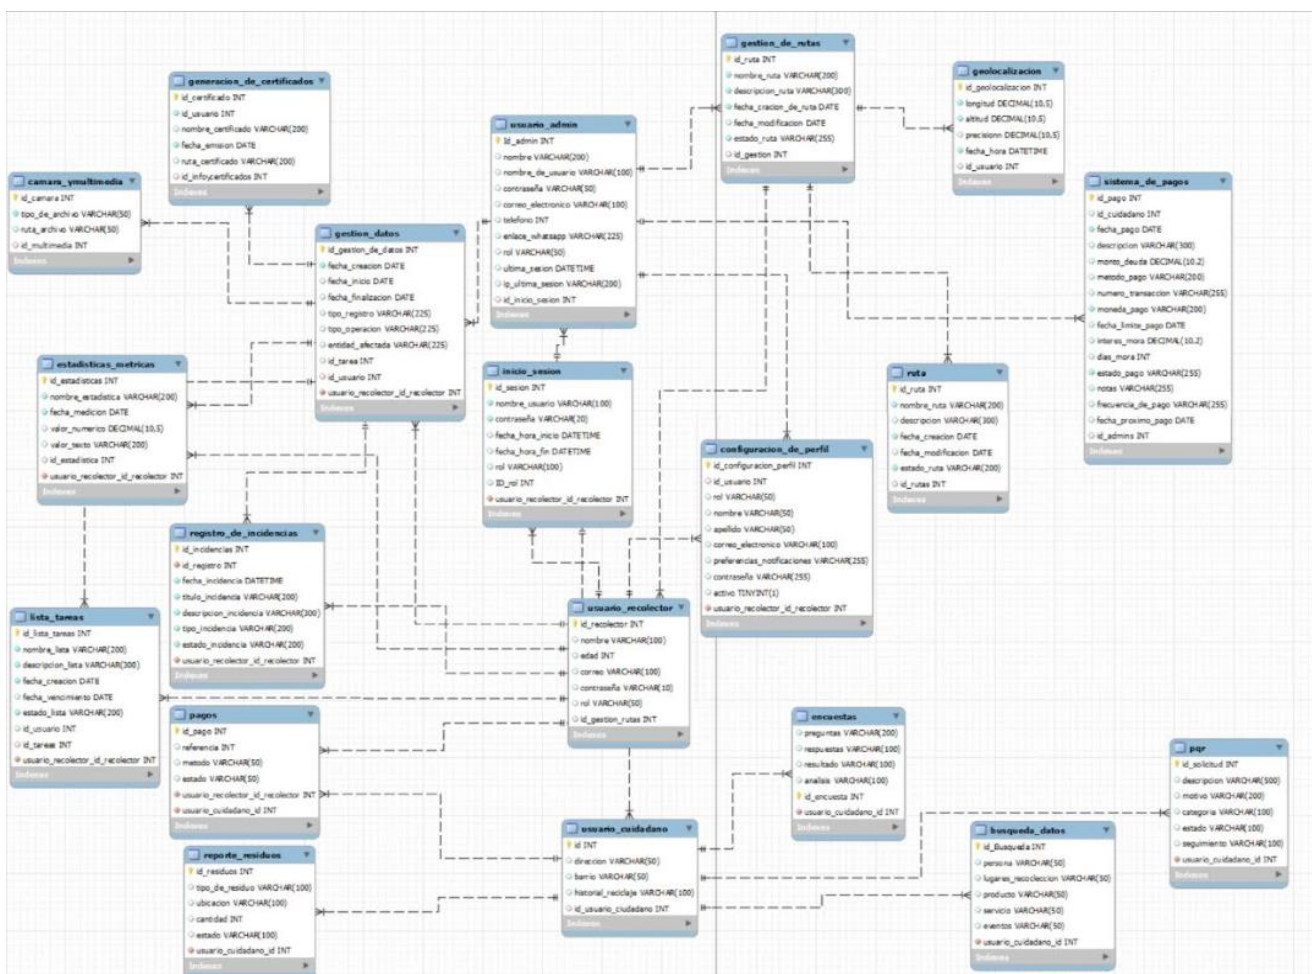 generacion_de_certificados
id_certificado INT
id_usuario INT
nombre_certificado VARCHAR(200)
fecha_emision DATE
ruta_certificado VARCHAR(200)
id_infoycertificados INT
Indexes
camara_ymultimedia
id_camara INT
tipo_de_archivo VARCHAR(50)
ruta_archivo VARCHAR(50)
id_multimedia INT
Indexes
gestion_datos
id_gestion_de_datos INT
fecha_creacion DATE
fecha_inicio DATE
fecha_finalizacion DATE
tipo_registro VARCHAR(225)
tipo_operacion VARCHAR(225)
entidad_afectada VARCHAR(225)
id_tarea INT
id_usuario INT
usuario_recolector_id_recolector INT
Indexes
usuario_admin
Id_admin INT
nombre VARCHAR(200)
nombre_de_usuario VARCHAR(100)
contraseña VARCHAR(50)
correo_electronico VARCHAR(100)
telefono INT
enlace_whatsapp VARCHAR(225)
rol VARCHAR(50)
ultima_sesion DATETIME
ip_ultima_sesion VARCHAR(200)
id_inicio_sesion INT
Indexes
gestion_de_rutas
id_ruta INT
nombre_ruta VARCHAR(200)
descripcion_ruta VARCHAR(300)
fecha_cracion_de_ruta DATE
fecha_modificacion DATE
estado_ruta VARCHAR(255)
id_gestion INT
Indexes
geolocalizacion
id_geolocalizacion INT
longitud DECIMAL(10,5)
altitud DECIMAL(10,5)
precisionn DECIMAL(10,5)
fecha_hora DATETIME
id_usuario INT
Indexes
sistema_de_pagos
id_pago INT
id_cuidadano INT
fecha_pago DATE
descripcion VARCHAR(300)
monto_deuda DECIMAL(10,2)
metodo_pago VARCHAR(200)
numero_transaccion VARCHAR(255)
moneda_pago VARCHAR(200)
fecha_limite_pago DATE
interes_mora DECIMAL(10,2)
dias_mora INT
estado_pago VARCHAR(255)
notas VARCHAR(255)
frecuencia_de_pago VARCHAR(255)
fecha_proximo_pago DATE
id_admins INT
Indexes
estadisticas_metricas
id_estadisticas INT
nombre_estadistica VARCHAR(200)
fecha_medicion DATE
valor_numerico DECIMAL(10,5)
valor_texto VARCHAR(200)
id_estadistica INT
usuario_recolector_id_recolector INT
Indexes
inicio_sesion
id_sesion INT
nombre_usuario VARCHAR(100)
contraseña VARCHAR(20)
fecha_hora_inicio DATETIME
fecha_hora_fin DATETIME
rol VARCHAR(100)
ID_rol INT
usuario_recolector_id_recolector INT
Indexes
ruta
id_ruta INT
nombre_ruta VARCHAR(200)
descripcion VARCHAR(300)
fecha_creacion DATE
fecha_modificacion DATE
estado_ruta VARCHAR(200)
id_rutas INT
Indexes
configuracion_de_perfil
id_configuracion_perfil INT
id_usuario INT
rol VARCHAR(50)
nombre VARCHAR(50)
apellido VARCHAR(50)
correo_electronico VARCHAR(100)
preferencias_notificaciones VARCHAR(255)
contraseña VARCHAR(255)
activo TINYINT(1)
usuario_recolector_id_recolector INT
Indexes
registro_de_incidencias
id_incidencias INT
id_registro INT
fecha_incidencia DATETIME
titulo_incidencia VARCHAR(200)
descripcion_incidencia VARCHAR(300)
tipo_incidencia VARCHAR(200)
estado_incidencia VARCHAR(200)
usuario_recolector_id_recolector INT
Indexes
lista_tareas
id_lista_tareas INT
nombre_lista VARCHAR(200)
descripcion_lista VARCHAR(300)
fecha_creacion DATE
fecha_vencimiento DATE
estado_lista VARCHAR(200)
id_usuario INT
id_tareas INT
usuario_recolector_id_recolector INT
Indexes
usuario_recolector
id_recolector INT
nombre VARCHAR(100)
edad INT
correo VARCHAR(100)
contraseña VARCHAR(10)
rol VARCHAR(50)
id_gestion_rutas INT
Indexes
pagos
id_pago INT
referencia INT
metodo VARCHAR(50)
estado VARCHAR(50)
usuario_recolector_id_recolector INT
usuario_cuidadano_id INT
Indexes
encuestas
preguntas VARCHAR(200)
respuestas VARCHAR(100)
resultado VARCHAR(100)
analisis VARCHAR(100)
id_encuesta INT
usuario_cuidadano_id INT
Indexes
pqr
id_solicitud INT
descripcion VARCHAR(500)
motivo VARCHAR(200)
categoria VARCHAR(100)
estado VARCHAR(100)
seguimiento VARCHAR(100)
usuario_cuidadano_id INT
Indexes
usuario_cuidadano
id INT
direccion VARCHAR(50)
barrio VARCHAR(50)
historial_reciclaje VARCHAR(100)
id_usuario_ciudadano INT
Indexes
busqueda_datos
id_Busqueda INT
persona VARCHAR(50)
lugares_recocleccion VARCHAR(50)
producto VARCHAR(50)
servicio VARCHAR(50)
eventos VARCHAR(50)
usuario_cuidadano_id INT
Indexes
reporte_residuos
id_residuos INT
tipo_de_residuo VARCHAR(100)
ubicacion VARCHAR(100)
cantidad INT
estado VARCHAR(100)
usuario_cuidadano_id INT
Indexes